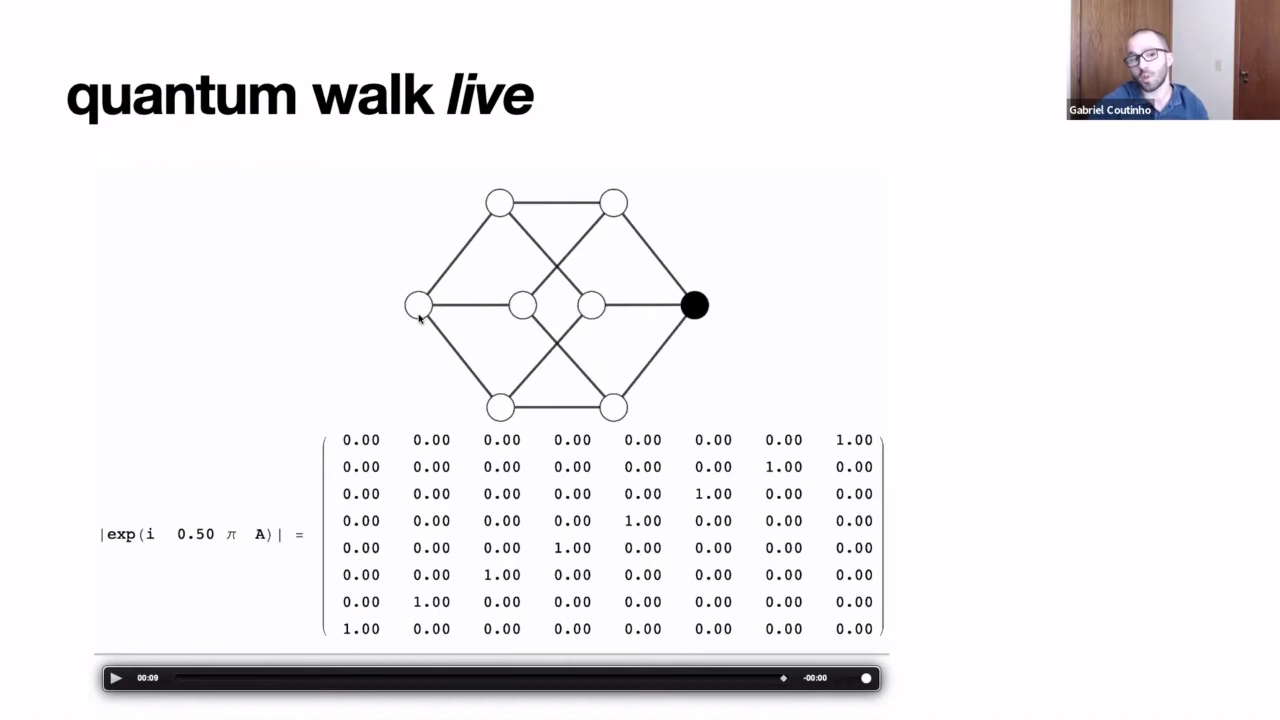 quantum walk live
Gabriel Coutinho
0.00 0.00 0.00 0.00 0.00 0.00 0.00 1.00
0.00 0.00 0.00 0.00 0.00 0.00 1.00 0.00
0.00 0.00 0.00 0.00 0.00 1.00 0.00 0.00
0.00 0.00 0.00 0.00 1.00 0.00 0.00 0.00
|exp(i 0.50 π A)| =
0.00 0.00 0.00 1.00 0.00 0.00 0.00 0.00
0.00 0.00 1.00 0.00 0.00 0.00 0.00 0.00
0.00 1.00 0.00 0.00 0.00 0.00 0.00 0.00
1.00 0.00 0.00 0.00 0.00 0.00 0.00 0.00
00:09 -00:00